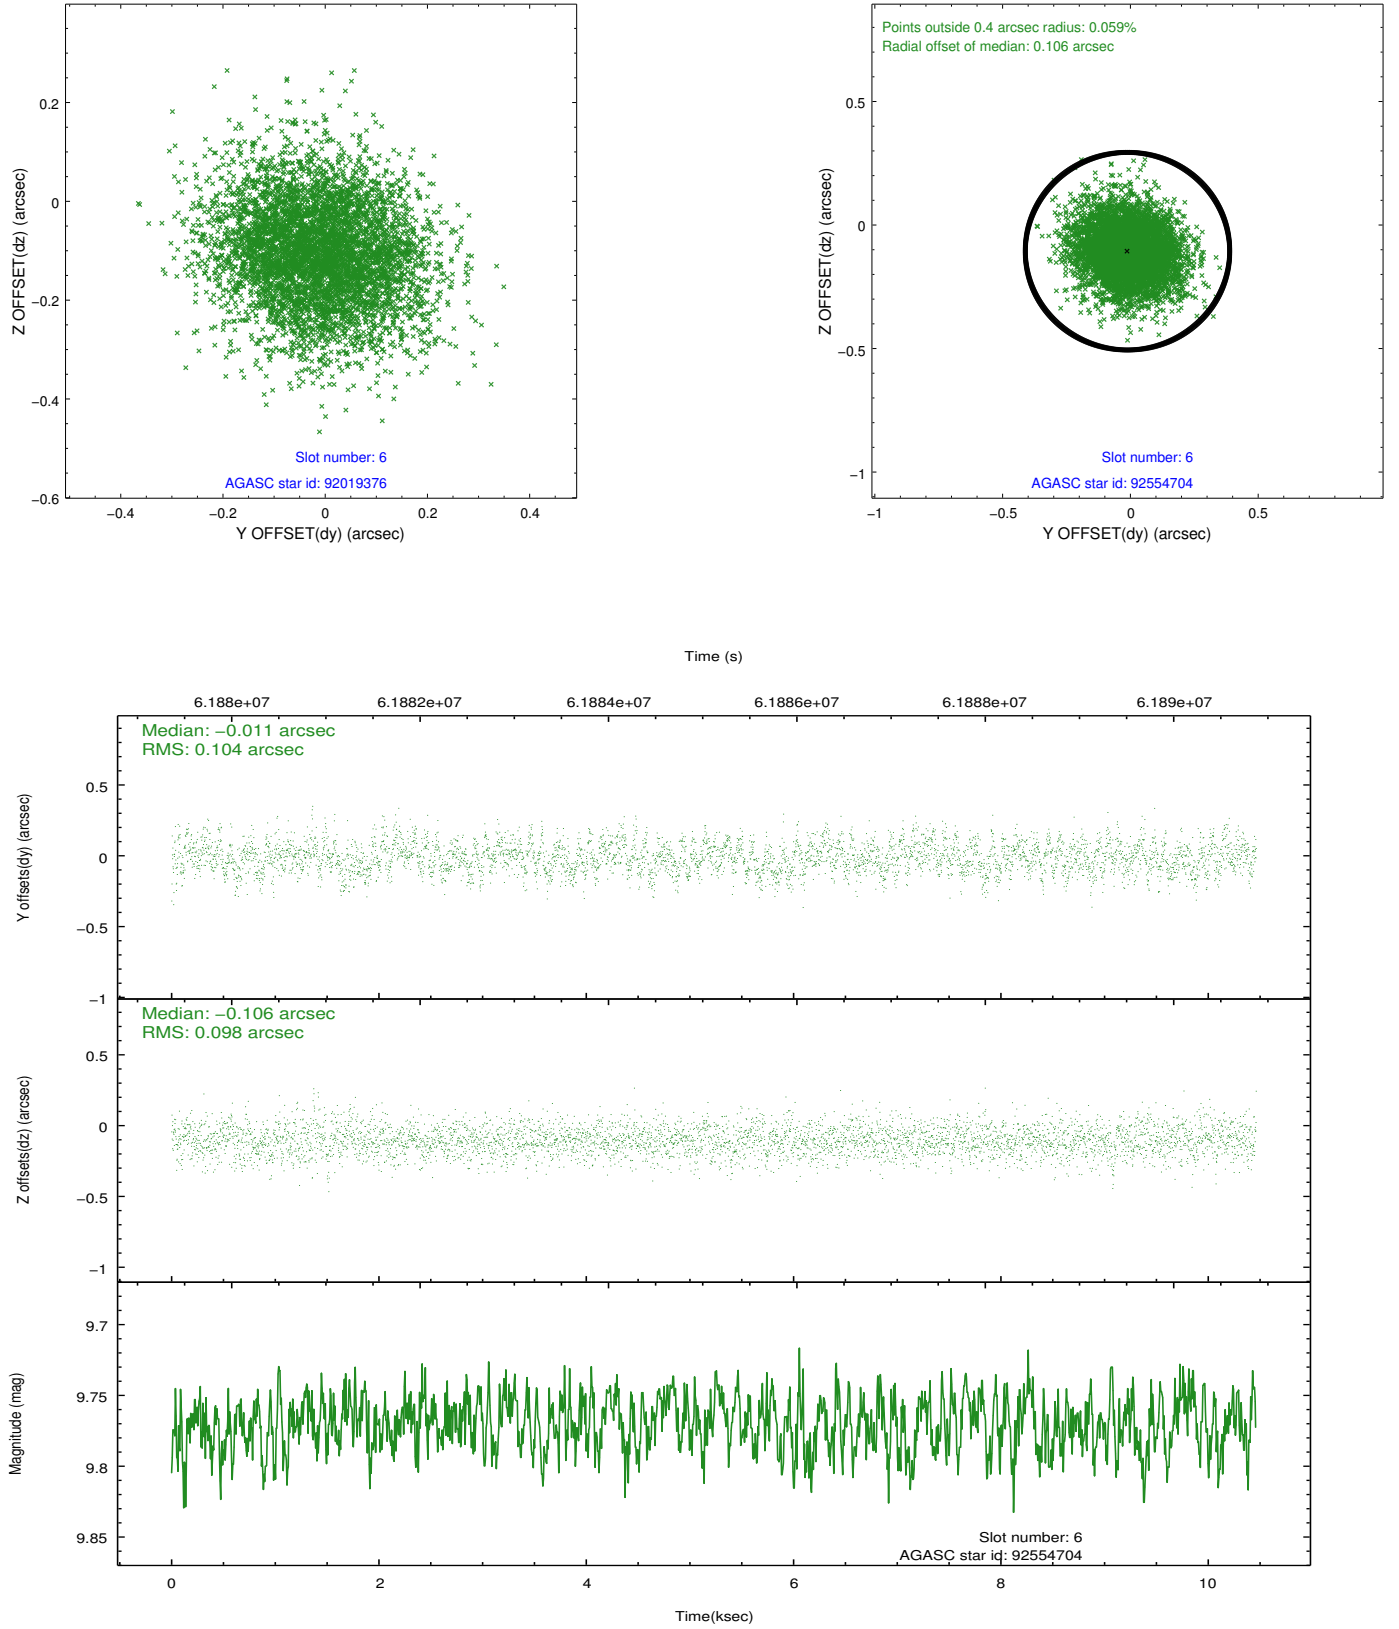 0.2
0
−0.2
−0.4
−0.6
Z OFFSET(dz) (arcsec)
Slot number: 6
AGASC star id: 92019376
−0.4
−0.2
0
0.2
0.4
Y OFFSET(dy) (arcsec)
Points outside 0.4 arcsec radius: 0.059%
Radial offset of median: 0.106 arcsec
0.5
0
−0.5
−1
Z OFFSET(dz) (arcsec)
Slot number: 6
AGASC star id: 92554704
−1
−0.5
0
0.5
Y OFFSET(dy) (arcsec)
Time (s)
6.188e+07
6.1882e+07
6.1884e+07
6.1886e+07
6.1888e+07
6.189e+07
Median: −0.011 arcsec
RMS: 0.104 arcsec
0.5
0
−0.5
−1
Y offsets(dy) (arcsec)
Median: −0.106 arcsec
RMS: 0.098 arcsec
0.5
0
−0.5
−1
Z offsets(dz) (arcsec)
9.7
9.75
9.8
9.85
Magnitude (mag)
Slot number: 6
AGASC star id: 92554704
0
2
4
6
8
10
Time(ksec)